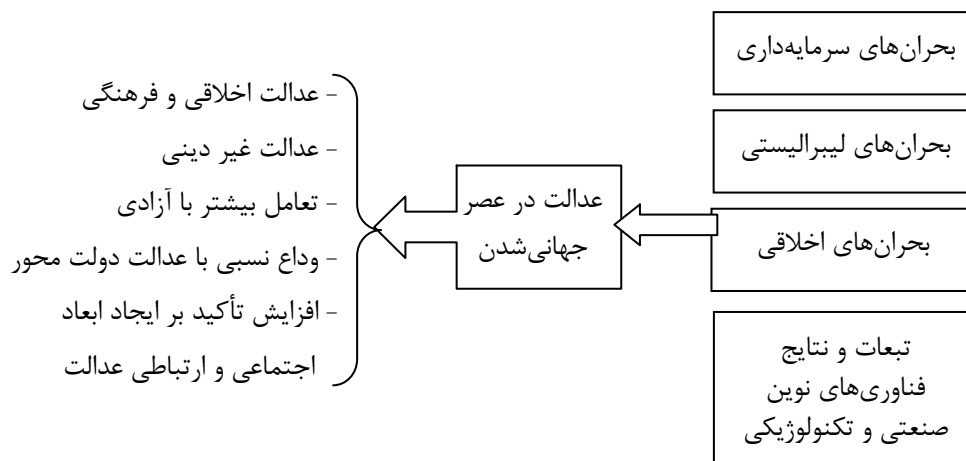 بحران‌های سرمایه‌داری
بحران‌های لیبرالیستی
بحران‌های اخلاقی
تبعات و نتایج
فناوری‌های نوین
صنعتی و تکنولوژیکی
عدالت در عصر
جهانی‌شدن
- عدالت اخلاقی و فرهنگی
- عدالت غیر دینی
- تعامل بیشتر با آزادی
- وداع نسبی با عدالت دولت محور
- افزایش تأکید بر ایجاد ابعاد
اجتماعی و ارتباطی عدالت